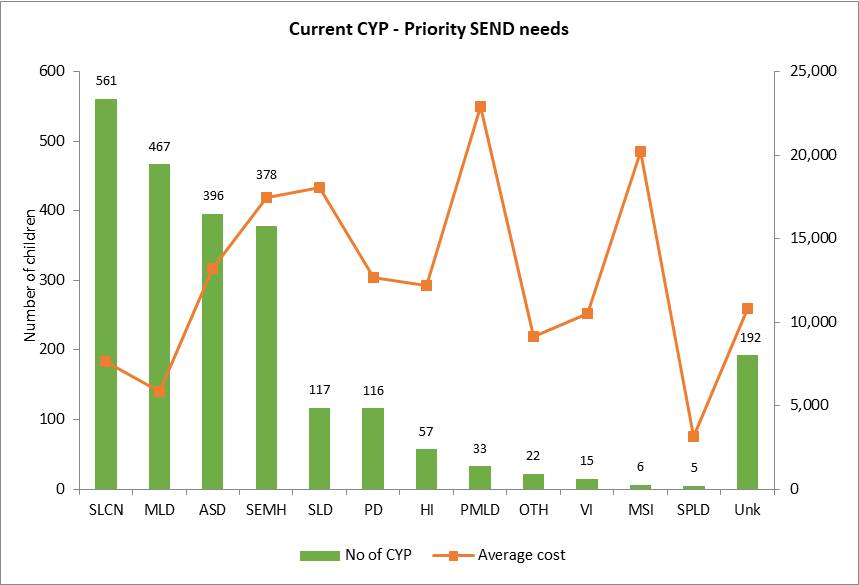 Current CYP - Priority SEND needs
600 25,000
500 20,000
400 15,000
300
200 10,000
100 5,000
0 0
Number of children
561 467 396 378 117 116 57 33 22 15 6 5 192
SLCN MLD ASD SEMH SLD PD HI PMLD OTH VI MSI SPLD Unk
No of CYP Average cost